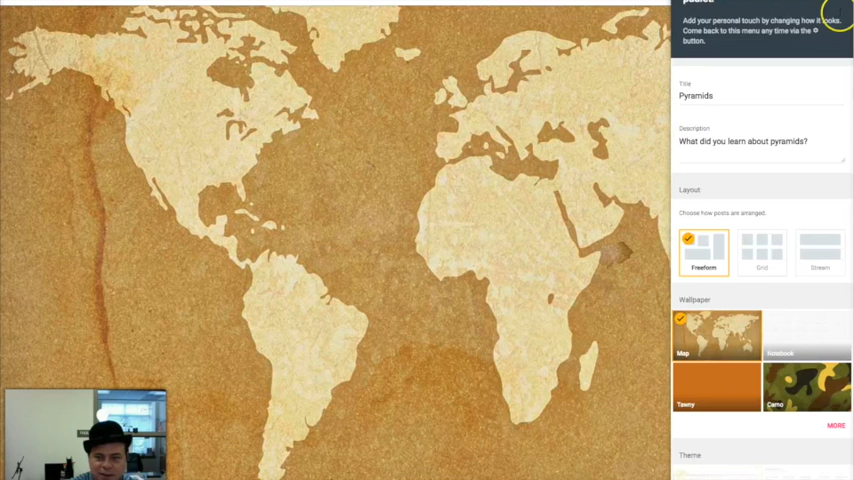 padlet.
Add your personal touch by changing how it looks.
Come back to this menu any time via the
button.
Title
Pyramids
Description
What did you learn about pyramids?
Layout
Choose how posts are arranged.
Freeform
Grid
Stream
Wallpaper
Map
Notebook
Tawny
Camo
MORE
Theme